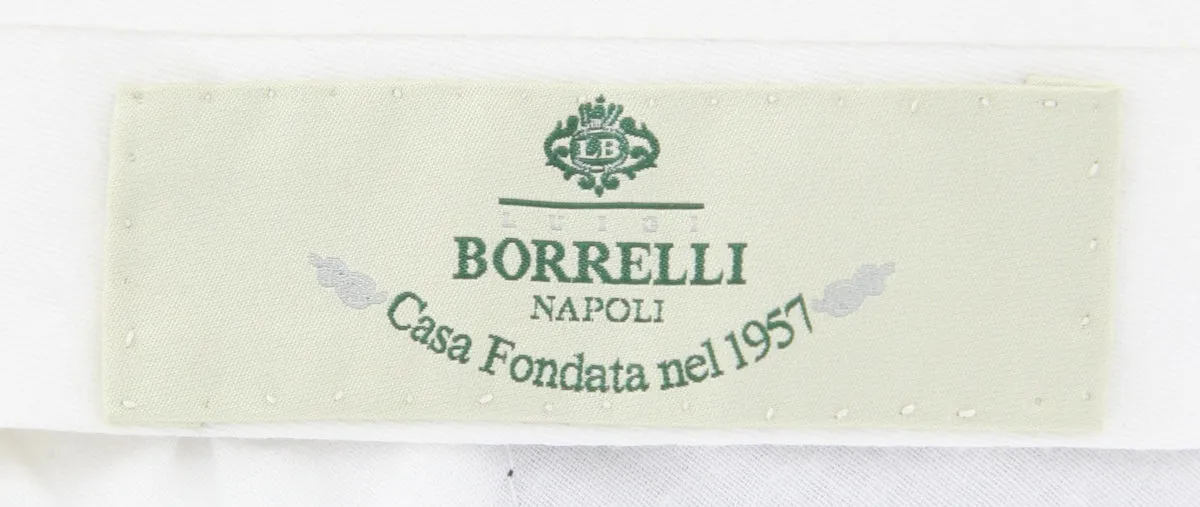 LB
LUIGI
BORRELLI
NAPOLI
Casa Fondata nel 1957